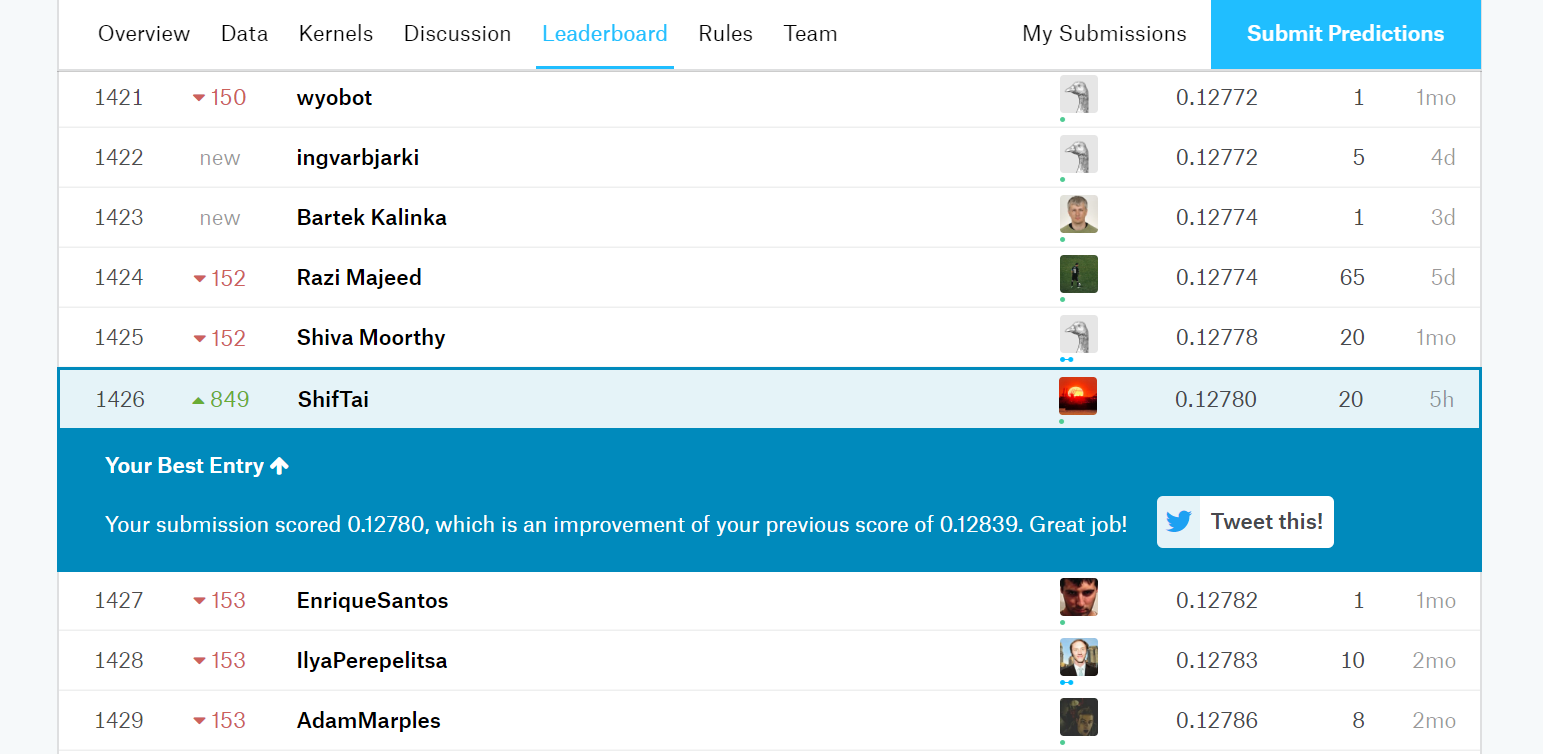 Overview Data Kernels Discussion Leaderboard Rules Team My Submissions Submit Predictions
1421 150 wyobot 0.12772 1 1mo
1422 new ingvarbjarki 0.12772 5 4d
1423 new Bartek Kalinka 0.12774 1 3d
1424 152 Razi Majeed 0.12774 65 5d
1425 152 Shiva Moorthy 0.12778 20 1mo
1426 849 ShifTai 0.12780 20 5h
Your Best Entry
Your submission scored 0.12780, which is an improvement of your previous score of 0.12839. Great job! Tweet this!
1427 153 EnriqueSantos 0.12782 1 1mo
1428 153 IlyaPerepelitsa 0.12783 10 2mo
1429 153 AdamMarples 0.12786 8 2mo